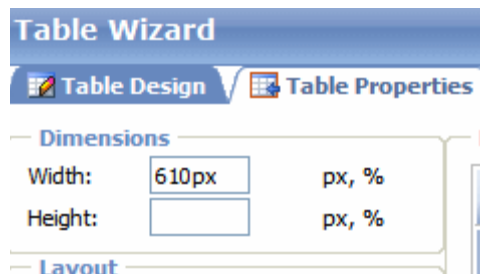 Table Wizard
Table Design
Table Properties
Dimensions
Width: 610px px, %
Height: px, %
Layout